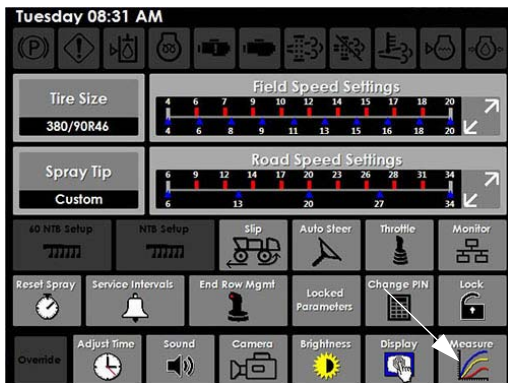 Tuesday 08:31 AM
(P)
Tire Size
380/90R46
Field Speed Settings
4 6 7 9 10 12 14 15 17 18 20
4 6 8 9 11 13 15 16 18 20
Spray Tip
Custom
Road Speed Settings
6 9 12 14 17 20 23 26 28 31 34
6 13 20 27 34
60 NTB Setup
NTB Setup
Slip
Auto Steer
Throttle
Monitor
Reset Spray
Service Intervals
End Row Mgmt
Locked
Parameters
Change PIN
Lock
Override
Adjust Time
Sound
Camera
Brightness
Display
Measure